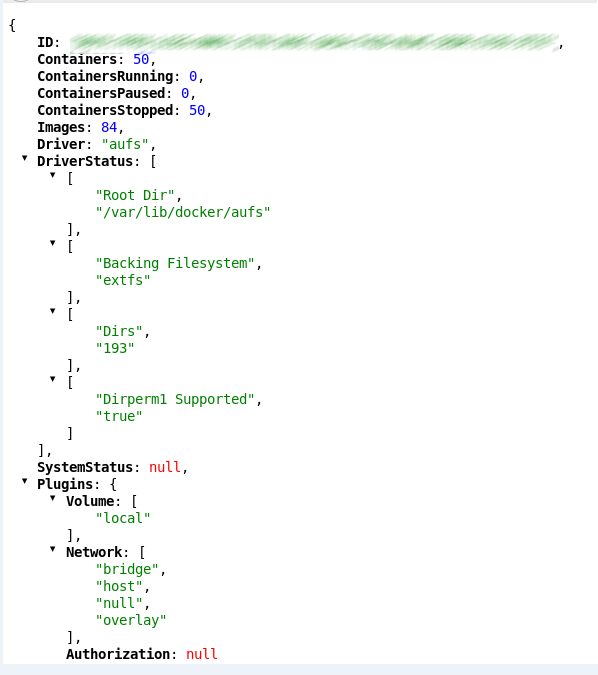 {
ID: ,
Containers: 50,
ContainersRunning: 0,
ContainersPaused: 0,
ContainersStopped: 50,
Images: 84,
Driver: "aufs",
DriverStatus: [
[
"Root Dir",
"/var/lib/docker/aufs"
],
[
"Backing Filesystem",
"extfs"
],
[
"Dirs",
"193"
],
[
"Dirperm1 Supported",
"true"
]
],
SystemStatus: null,
Plugins: {
Volume: [
"local"
],
Network: [
"bridge",
"host",
"null",
"overlay"
],
Authorization: null